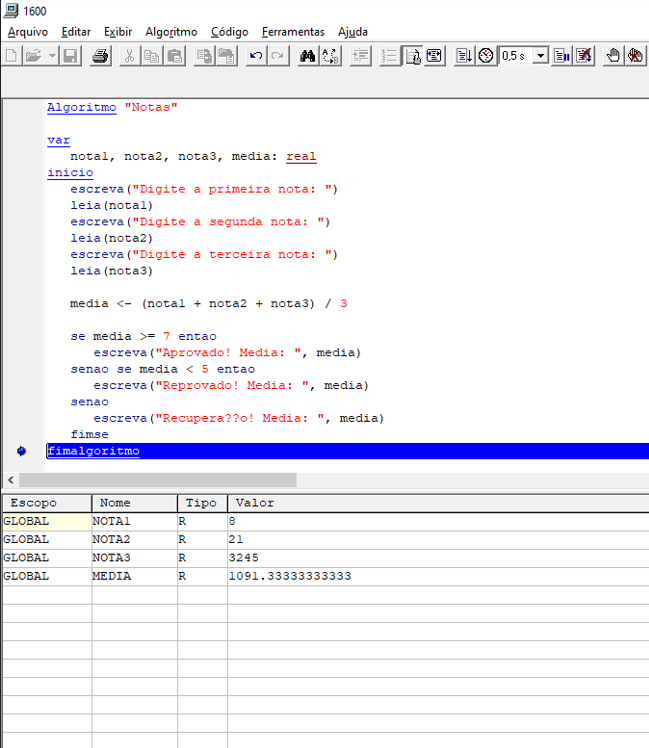 1600
Arquivo Editar Exibir Algoritmo Código Ferramentas Ajuda
0,5 s
Algoritmo "Notas"
var
nota1, nota2, nota3, media: real
inicio
escreva("Digite a primeira nota: ")
leia(nota1)
escreva("Digite a segunda nota: ")
leia(nota2)
escreva("Digite a terceira nota: ")
leia(nota3)
media <- (nota1 + nota2 + nota3) / 3
se media >= 7 entao
escreva("Aprovado! Media: ", media)
senao se media < 5 entao
escreva("Reprovado! Media: ", media)
senao
escreva("Recupera??o! Media: ", media)
fimse
fimalgoritmo
Escopo Nome Tipo Valor
GLOBAL NOTA1 R 8
GLOBAL NOTA2 R 21
GLOBAL NOTA3 R 3245
GLOBAL MEDIA R 1091.33333333333